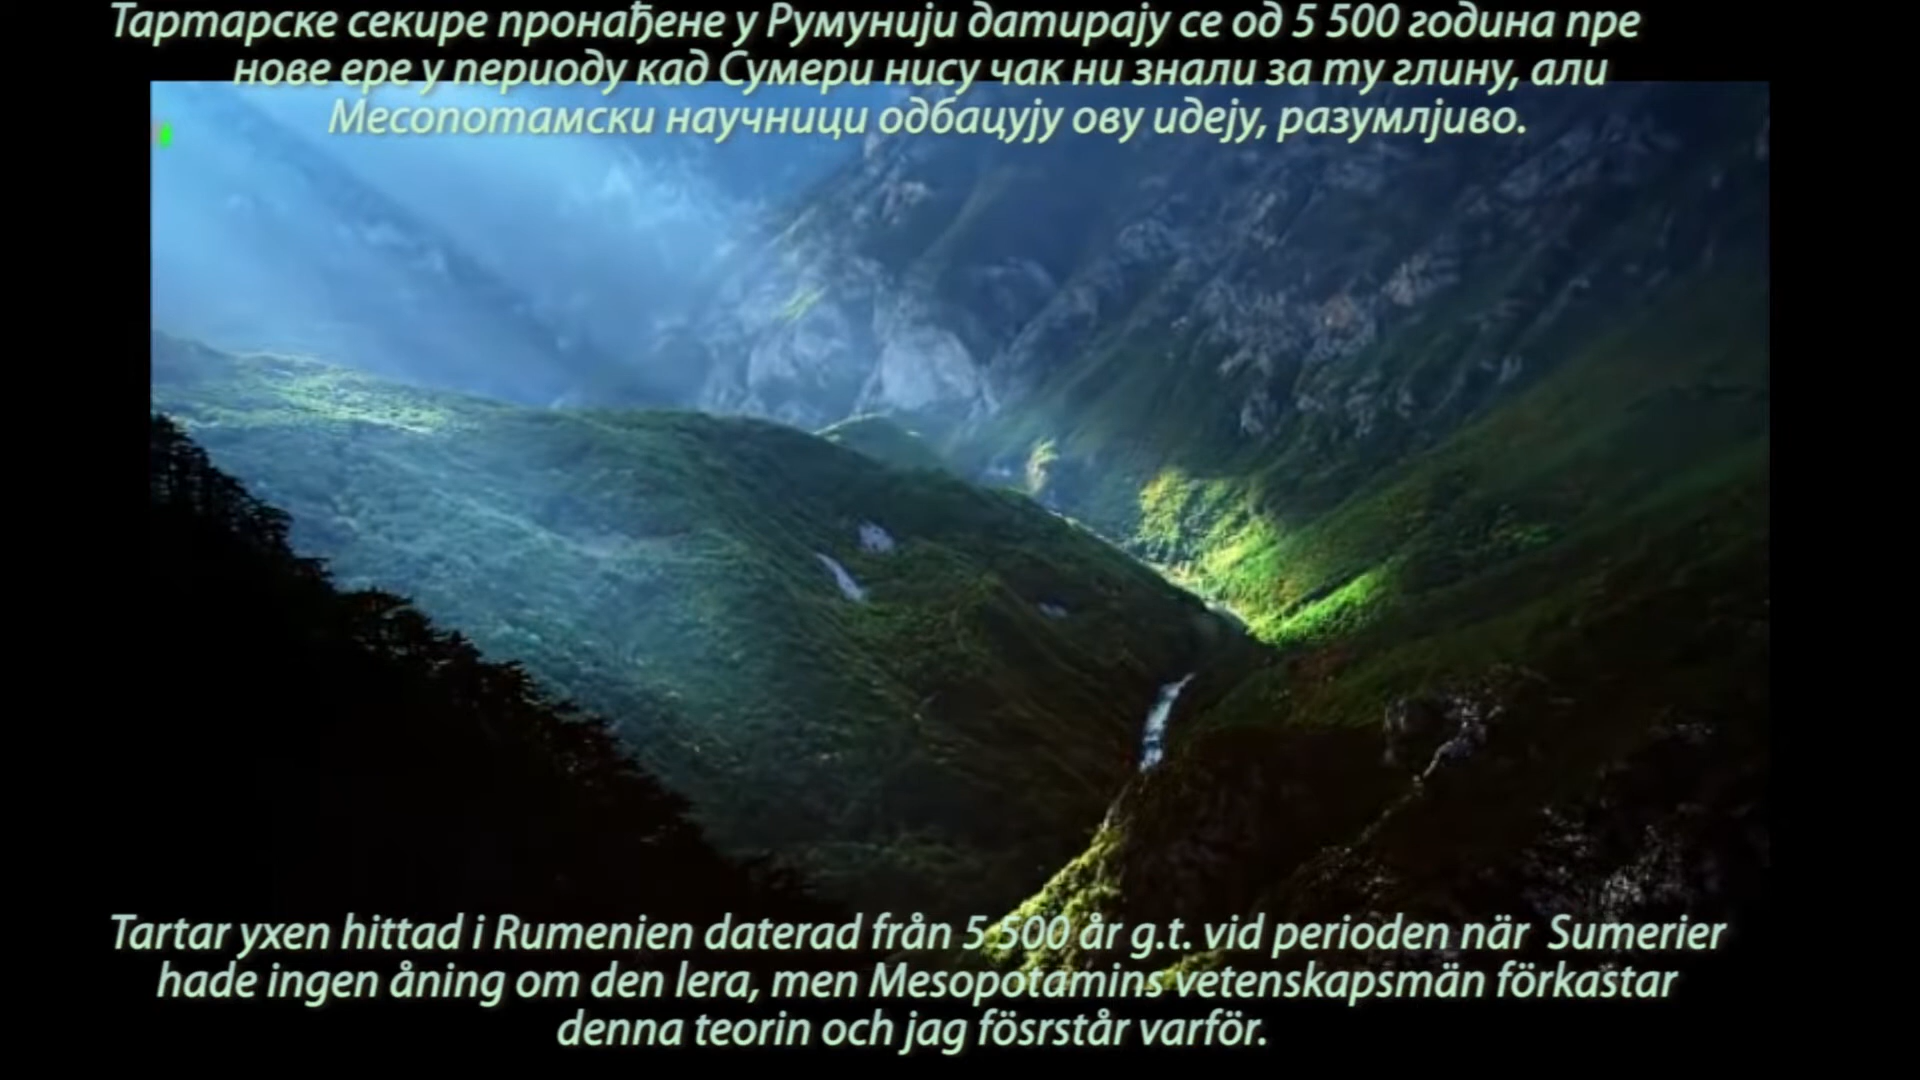 Тартарске секире пронађене у Румунији датирају се од 5 500 година пре
нове ере у периоду кад Сумери нису чак ни знали за ту глину, али
Месопотамски научници одбацују ову идеју, разумлјиво.
Tartar yxen hittad i Rumenien daterad från 5 500 år g.t. vid perioden när Sumerier
hade ingen åning om den lera, men Mesopotamins vetenskapsmän förkastar
denna teorin och jag fösrstår varför.